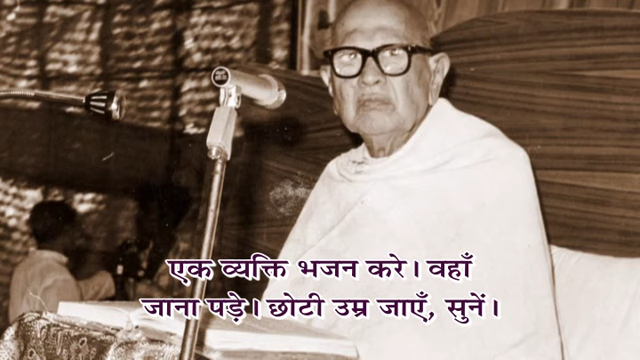 एक व्यक्ति भजन करे। वहाँ
जाना पड़े। छोटी उम्र जाएँ, सुनें।